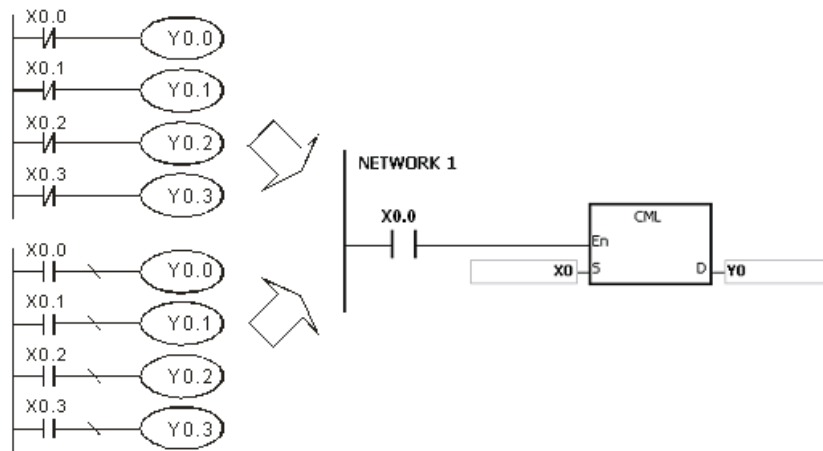 X0.0
Y0.0
X0.1
Y0.1
X0.2
Y0.2
X0.3
Y0.3
X0.0
Y0.0
X0.1
Y0.1
X0.2
Y0.2
X0.3
Y0.3
NETWORK 1
X0.0
CML
En
X0 S D Y0